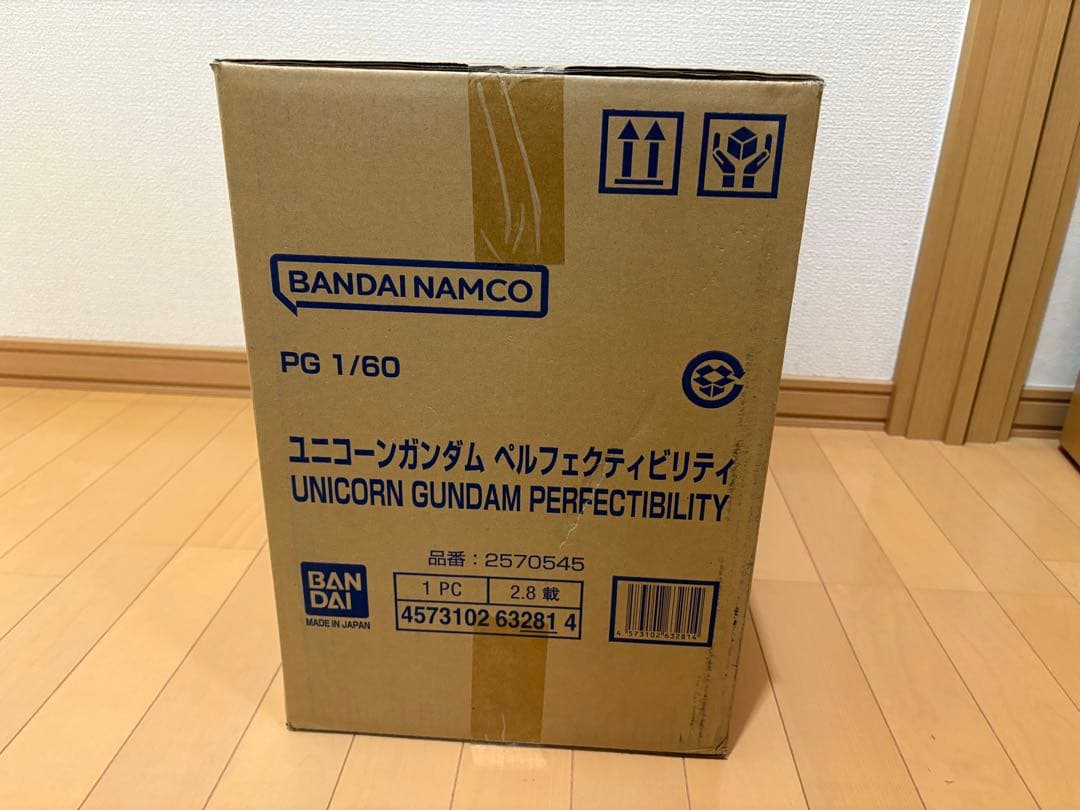 BANDAI NAMCO
PG 1/60
ユニコーンガンダム ペルフェクティビリティ
UNICORN GUNDAM PERFECTIBILITY
品番：2570545
BAN
DAI
MADE IN JAPAN
1 PC
2.8 載
4573102 63281 4
4 573102 632814